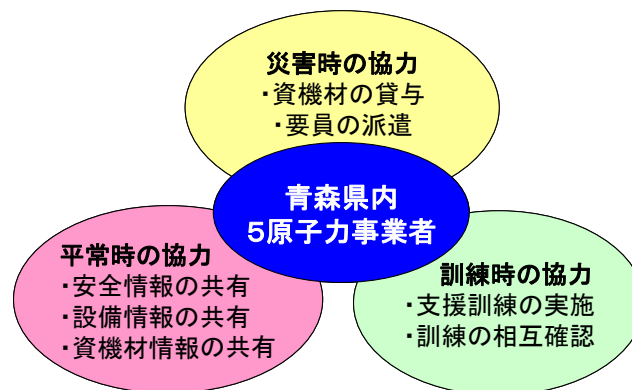 災害時の協力
・資機材の貸与
・要員の派遣
青森県内
5原子力事業者
平常時の協力
・安全情報の共有
・設備情報の共有
・資機材情報の共有
訓練時の協力
・支援訓練の実施
・訓練の相互確認